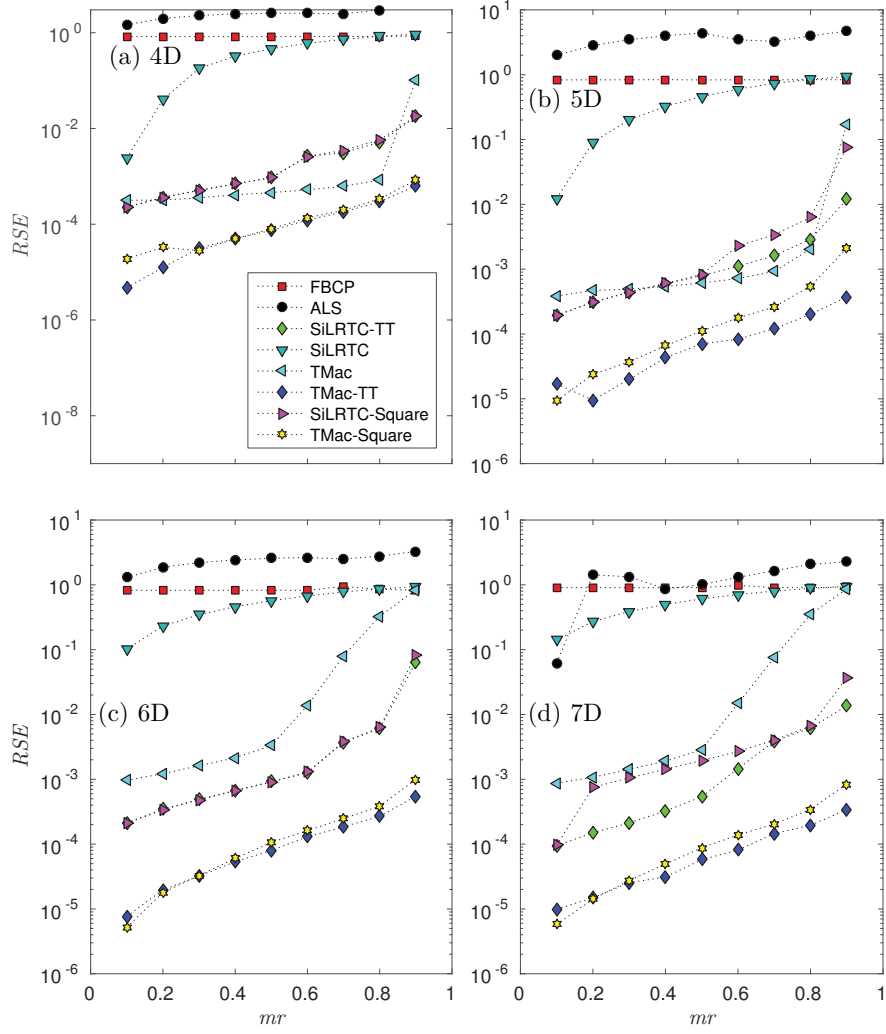 10^0
10^-2
10^-4
10^-6
10^-8
RSE
(a) 4D
FBCP
ALS
SiLRTC-TT
SiLRTC
TMac
TMac-TT
SiLRTC-Square
TMac-Square
10^1
10^0
10^-1
10^-2
10^-3
10^-4
10^-5
10^-6
(b) 5D
10^1
10^0
10^-1
10^-2
10^-3
10^-4
10^-5
10^-6
RSE
(c) 6D
0 0.2 0.4 0.6 0.8 1
mr
10^1
10^0
10^-1
10^-2
10^-3
10^-4
10^-5
10^-6
(d) 7D
0 0.2 0.4 0.6 0.8 1
mr